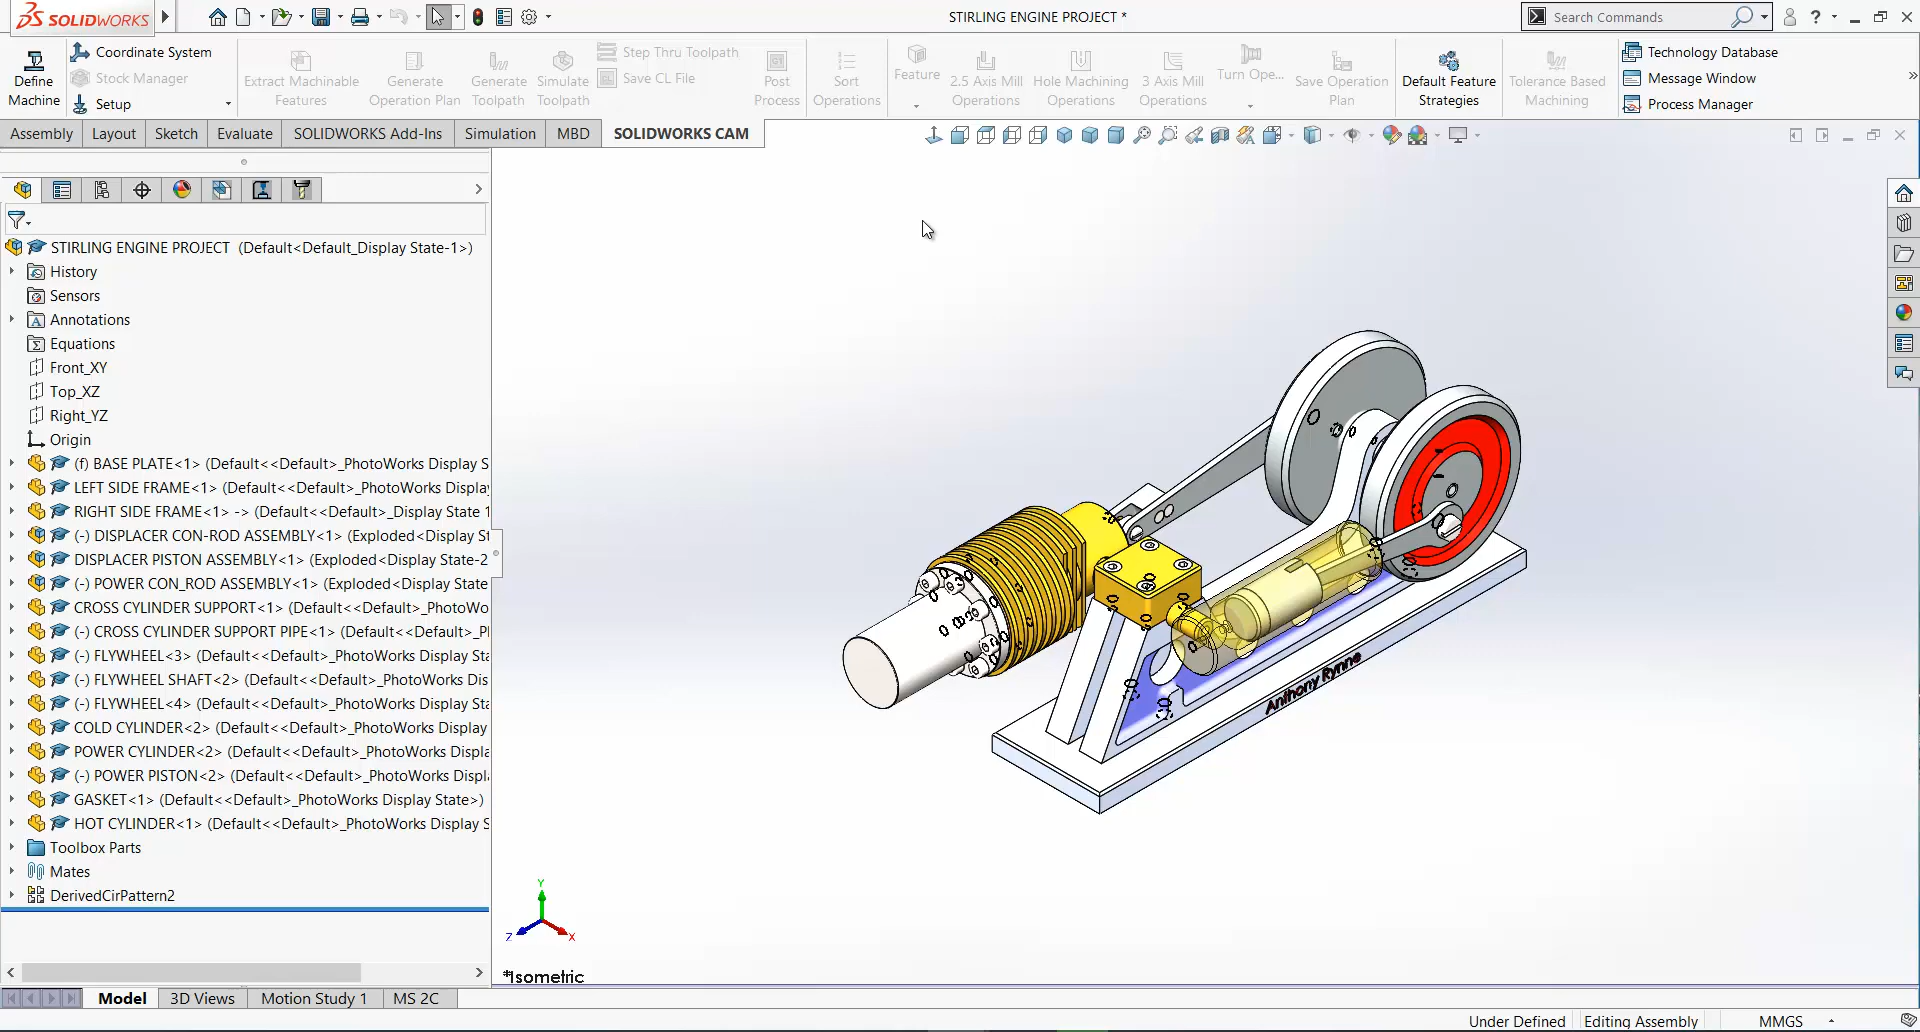 SOLIDWORKS
STIRLING ENGINE PROJECT *
Search Commands
Define Machine
Coordinate System
Stock Manager
Setup
Extract Machinable Features
Generate Operation Plan
Generate Toolpath
Simulate Toolpath
Step Thru Toolpath
Save CL File
Post Process
Sort Operations
Feature
2.5 Axis Mill Operations
Hole Machining Operations
3 Axis Mill Operations
Turn Ope...
Save Operation Plan
Default Feature Strategies
Tolerance Based Machining
Technology Database
Message Window
Process Manager
Assembly
Layout
Sketch
Evaluate
SOLIDWORKS Add-Ins
Simulation
MBD
SOLIDWORKS CAM
STIRLING ENGINE PROJECT (Default<Default_Display State-1>)
History
Sensors
Annotations
Equations
Front_XY
Top_XZ
Right_YZ
Origin
(f) BASE PLATE<1> (Default<<Default>_PhotoWorks Display S
LEFT SIDE FRAME<1> (Default<<Default>_PhotoWorks Display
RIGHT SIDE FRAME<1> -> (Default<<Default>_Display State 1
(-) DISPLACER CON-ROD ASSEMBLY<1> (Exploded<Display St
DISPLACER PISTON ASSEMBLY<1> (Exploded<Display State-2
(-) POWER CON_ROD ASSEMBLY<1> (Exploded<Display State
CROSS CYLINDER SUPPORT<1> (Default<<Default>_PhotoWo
(-) CROSS CYLINDER SUPPORT PIPE<1> (Default<<Default>_Pl
(-) FLYWHEEL<3> (Default<<Default>_PhotoWorks Display Sta
(-) FLYWHEEL SHAFT<2> (Default<<Default>_PhotoWorks Dis
(-) FLYWHEEL<4> (Default<<Default>_PhotoWorks Display Sta
COLD CYLINDER<2> (Default<<Default>_PhotoWorks Display
POWER CYLINDER<2> (Default<<Default>_PhotoWorks Display
(-) POWER PISTON<2> (Default<<Default>_PhotoWorks Displ
GASKET<1> (Default<<Default>_PhotoWorks Display State>)
HOT CYLINDER<1> (Default<<Default>_PhotoWorks Display S
Toolbox Parts
Mates
DerivedCirPattern2
Anthony Rynne
Y
Z
X
*Isometric
Model
3D Views
Motion Study 1
MS 2C
Under Defined
Editing Assembly
MMGS